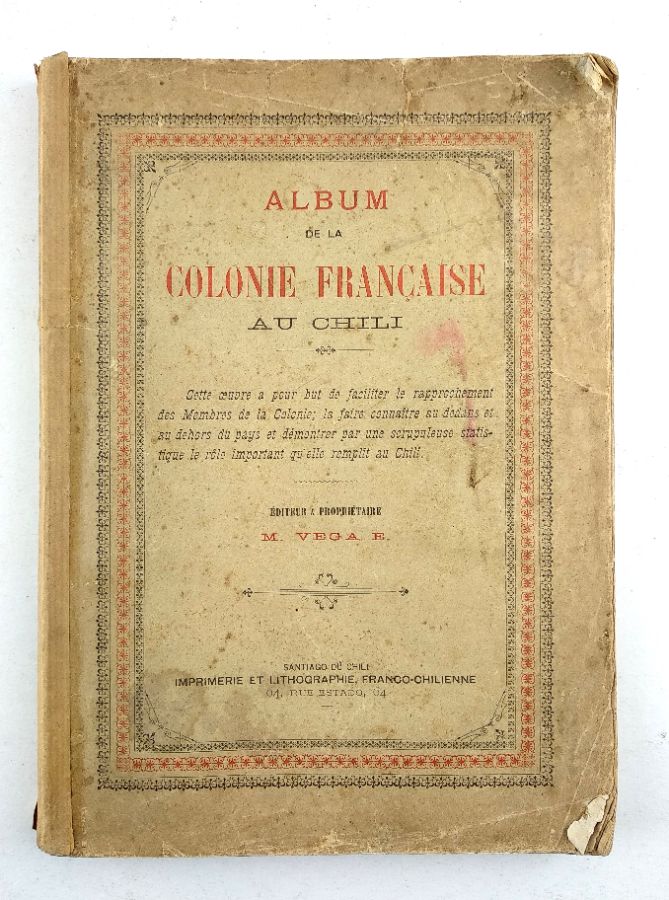 ALBUM
DE LA
COLONIE FRANÇAISE
AU CHILI
Cette œuvre a pour but de faciliter le rapprochement
des Membres de la Colonie; la faire connaître au dedans et
au dehors du pays et démontrer par une scrupuleuse statis-
tique le rôle important qu'elle remplit au Chili.
ÉDITEUR & PROPRIÉTAIRE
M. VEGA E.
SANTIAGO DU CHILI
IMPRIMERIE ET LITHOGRAPHIE, FRANCO-CHILIENNE
64, RUE ESTADO, 64